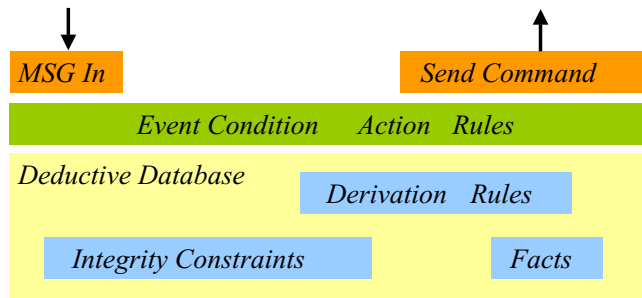 MSG In
Send Command
Event Condition Action Rules
Deductive Database
Derivation Rules
Integrity Constraints
Facts